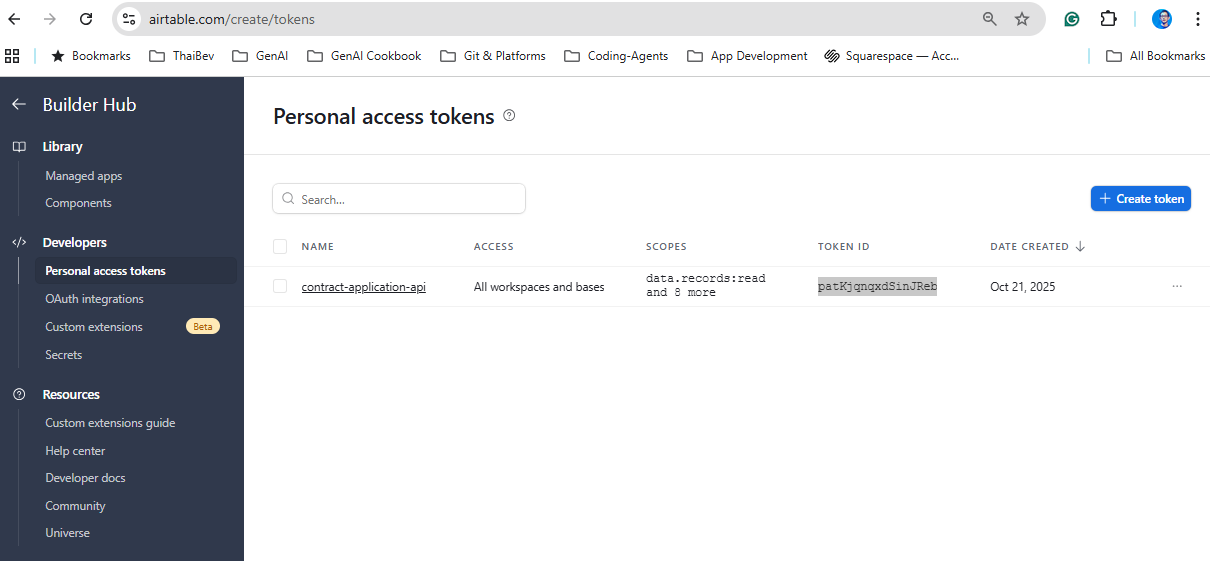 airtable.com/create/tokens
Bookmarks ThaiBev GenAI GenAI Cookbook Git & Platforms Coding-Agents App Development Squarespace — Acc... All Bookmarks
Builder Hub
Library
Managed apps
Components
Developers
Personal access tokens
OAuth integrations
Custom extensions Beta
Secrets
Resources
Custom extensions guide
Help center
Developer docs
Community
Universe
Personal access tokens
Search...
+ Create token
NAME ACCESS SCOPES TOKEN ID DATE CREATED
contract-application-api All workspaces and bases data.records:read patKjqnqxdSinJReb Oct 21, 2025
and 8 more